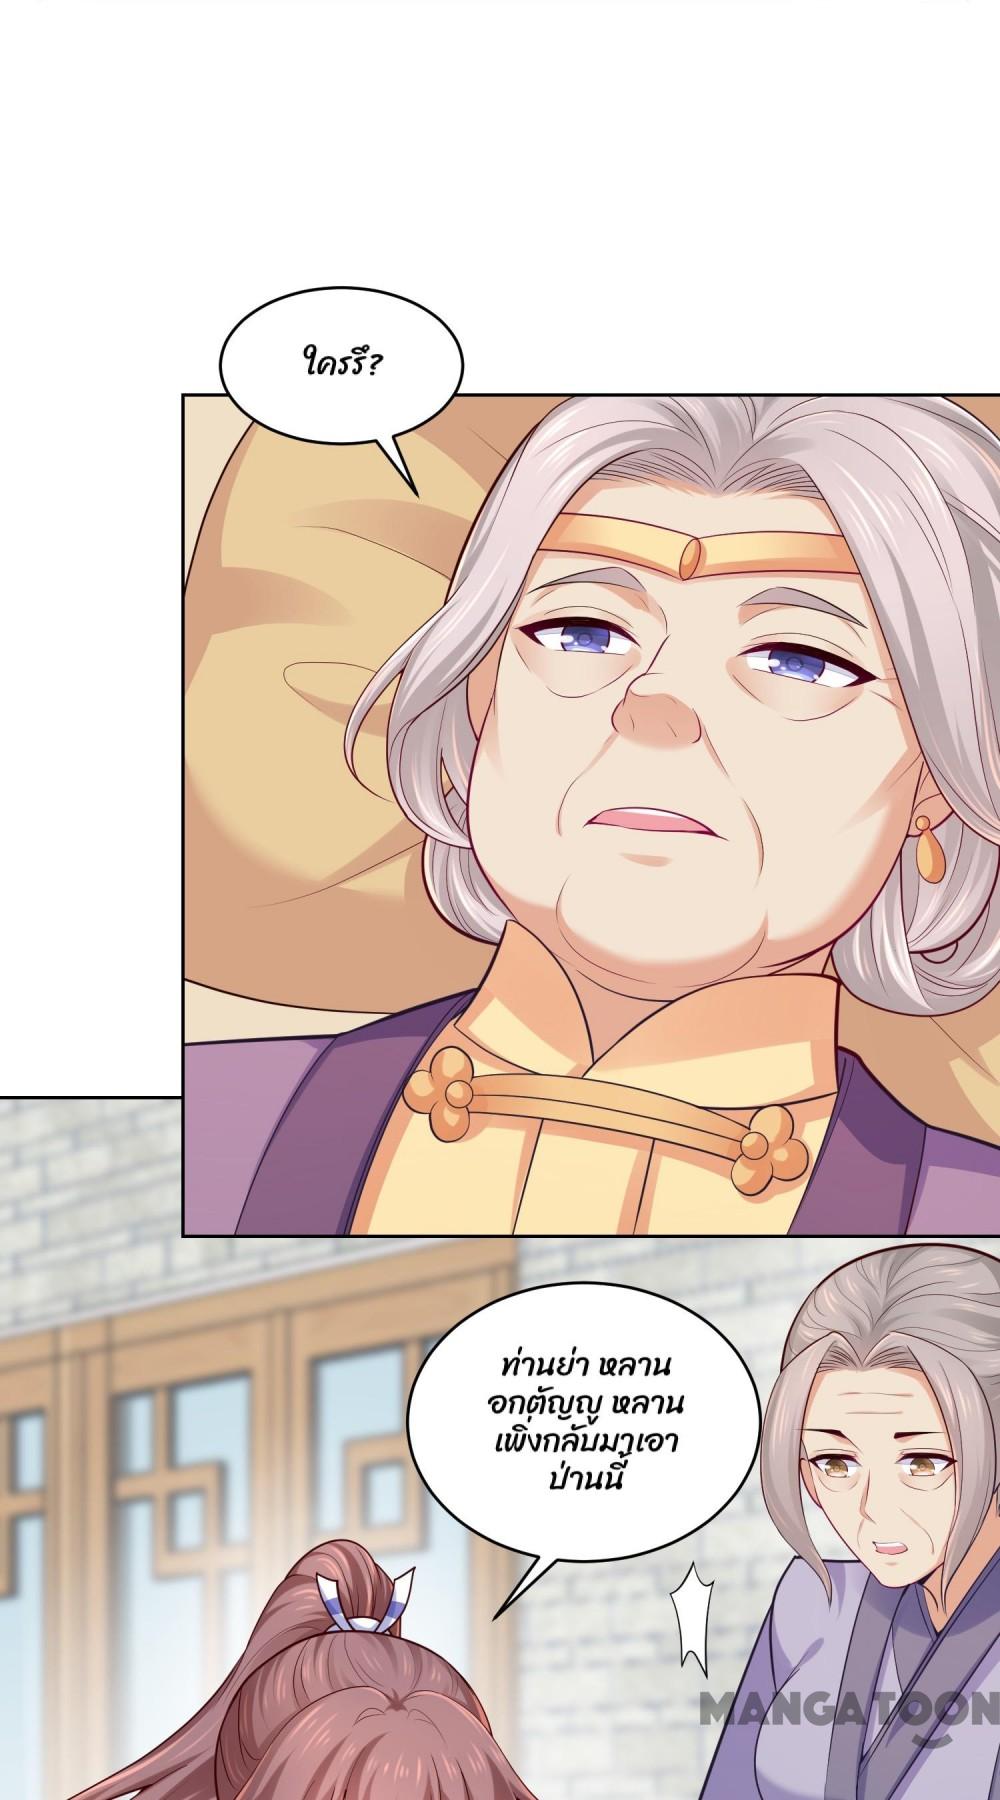 ใครรึ?
ท่านย่า หลาน
อกตัญญู หลาน
เพิ่งกลับมาเอา
ป่านนี้
MANGATOON